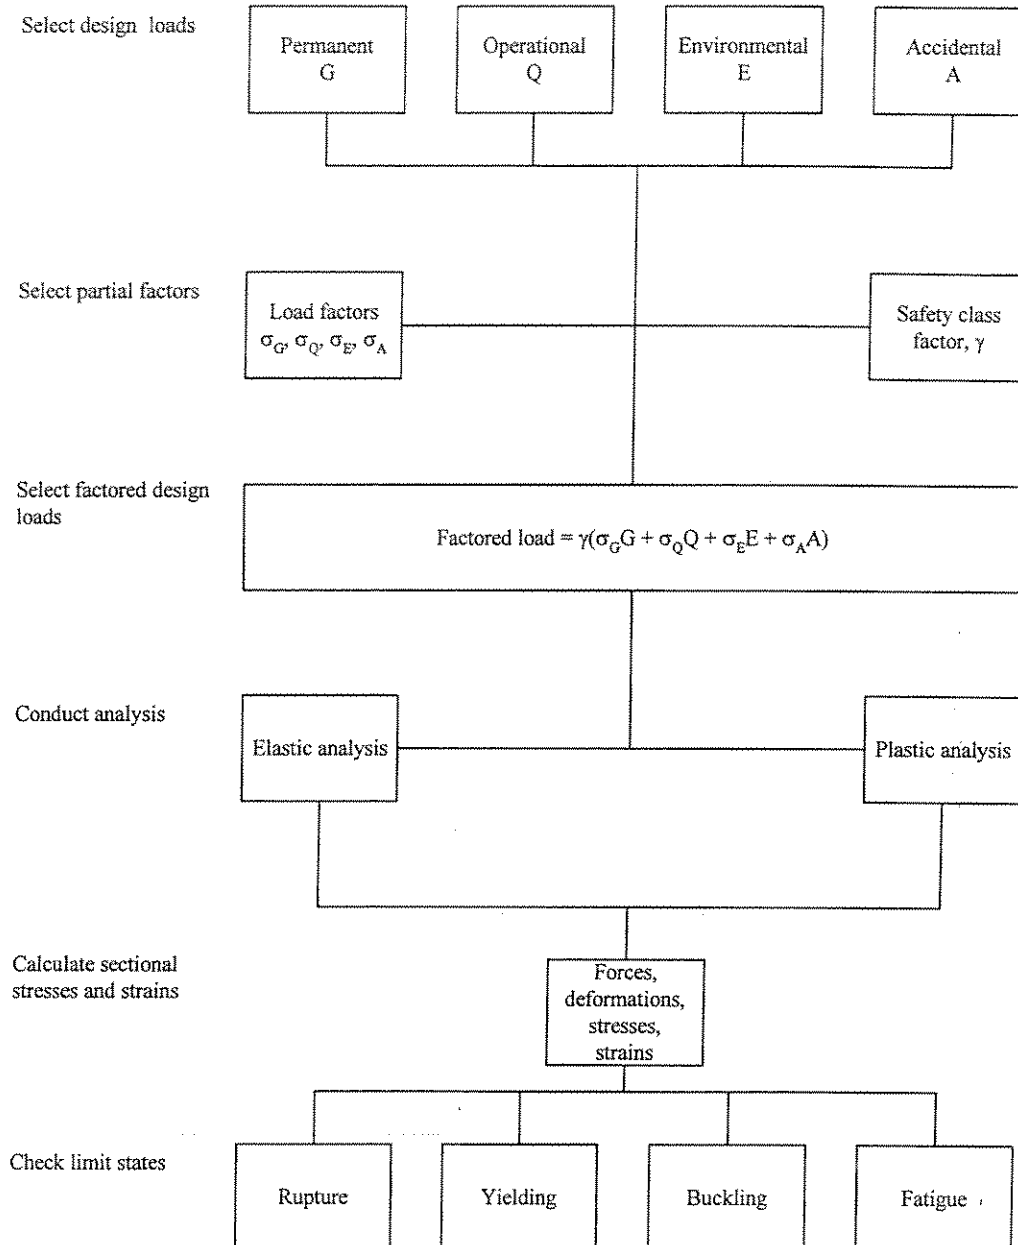 Select design loads
Permanent
G
Operational
Q
Environmental
E
Accidental
A
Select partial factors
Load factors
σG, σQ, σE, σA
Safety class
factor, γ
Select factored design
loads
Factored load = γ(σGG + σQQ + σEE + σAA)
Conduct analysis
Elastic analysis
Plastic analysis
Calculate sectional
stresses and strains
Forces,
deformations,
stresses,
strains
Check limit states
Rupture
Yielding
Buckling
Fatigue